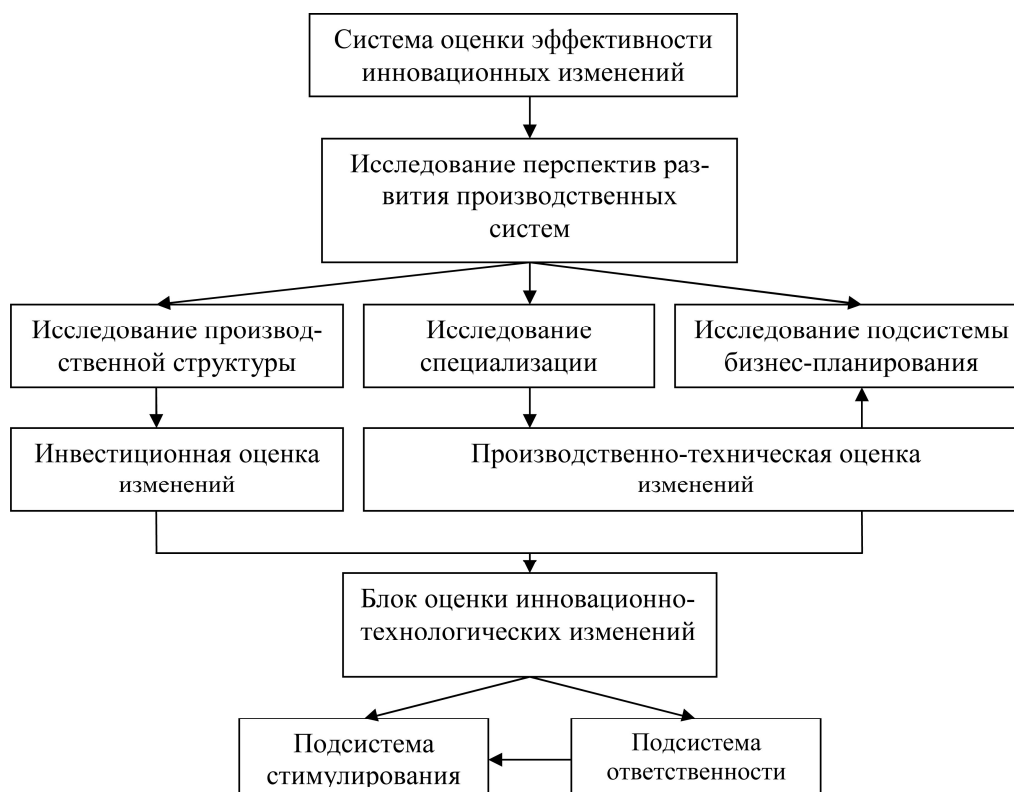 Система оценки эффективности
инновационных изменений
Исследование перспектив раз-
вития производственных
систем
Исследование производ-
ственной структуры
Исследование
специализации
Исследование подсистемы
бизнес-планирования
Инвестиционная оценка
изменений
Производственно-техническая оценка
изменений
Блок оценки инновационно-
технологических изменений
Подсистема
стимулирования
Подсистема
ответственности